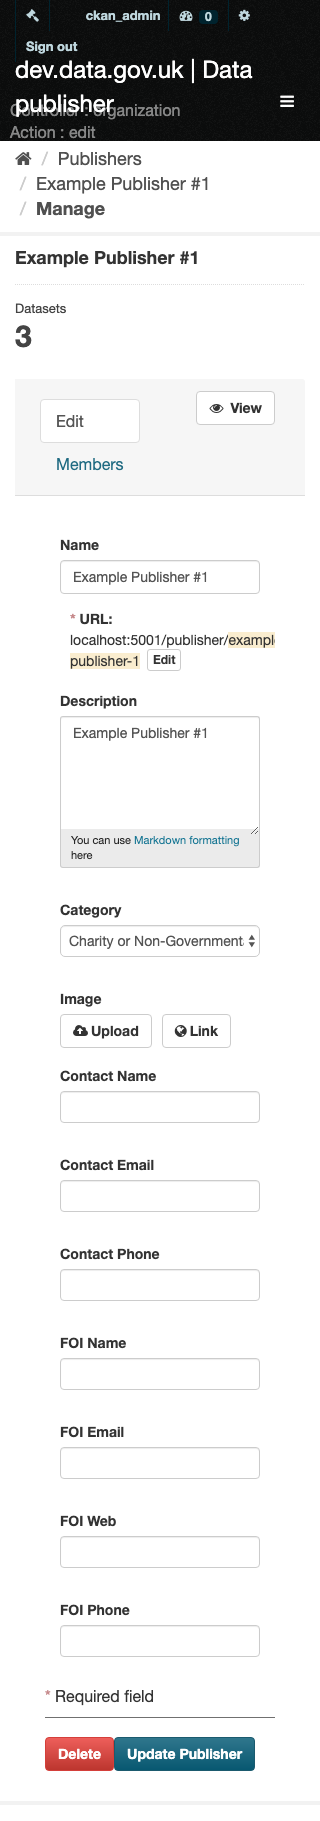 ckan_admin 0
Sign out
dev.data.gov.uk | Data
publisher
Controller : organization
Action : edit
/ Publishers
/ Example Publisher #1
/ Manage
Example Publisher #1
Datasets
3
View
Edit
Members
Name
Example Publisher #1
* URL:
localhost:5001/publisher/example
publisher-1 Edit
Description
Example Publisher #1
You can use Markdown formatting
here
Category
Charity or Non-Government
Image
Upload Link
Contact Name
Contact Email
Contact Phone
FOI Name
FOI Email
FOI Web
FOI Phone
* Required field
Delete Update Publisher